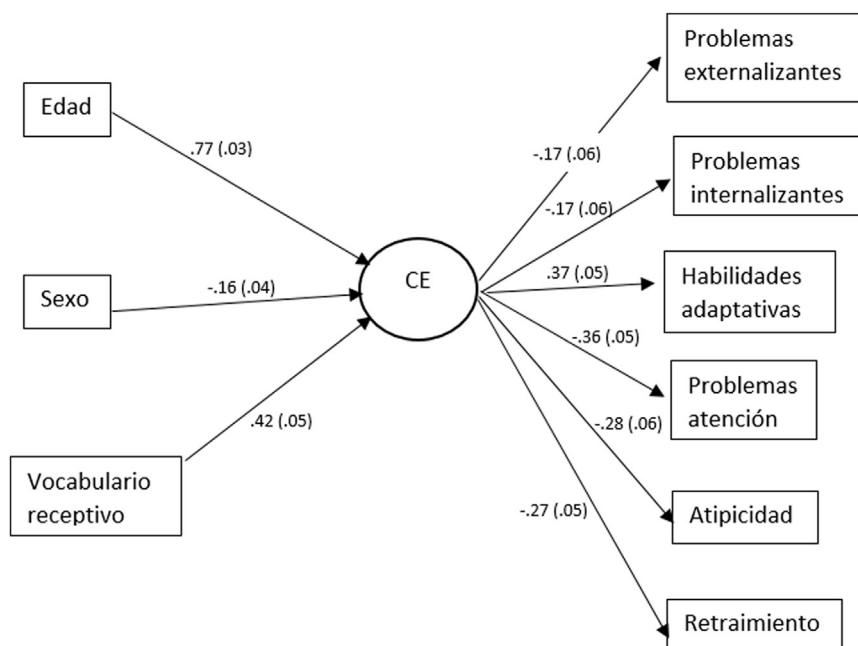 Edad
Sexo
Vocabulario
receptivo
.77 (.03)
-.16 (.04)
.42 (.05)
CE
-.17 (.06)
-.17 (.06)
.37 (.05)
-.36 (.05)
-.28 (.06)
-.27 (.05)
Problemas
externalizantes
Problemas
internalizantes
Habilidades
adaptativas
Problemas
atención
Atipicidad
Retraimiento